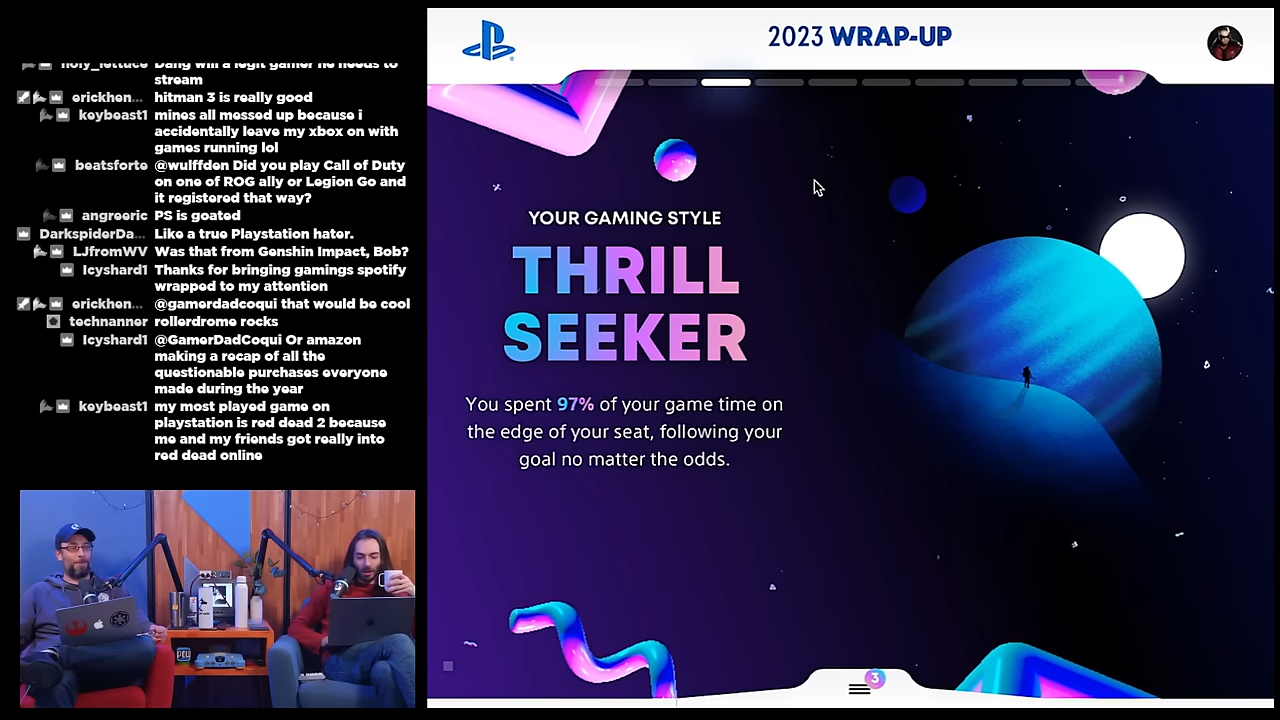 holy_lettuce Dang will a legit gamer he needs to
stream
erickhen... hitman 3 is really good
keybeast1 mines all messed up because i
accidentally leave my xbox on with
games running lol
beatsforte @wulffden Did you play Call of Duty
on one of ROG ally or Legion Go and
it registered that way?
angreeric PS is goated
DarkspiderDa... Like a true Playstation hater.
LJfromWV Was that from Genshin Impact, Bob?
Icyshard1 Thanks for bringing gamings spotify
wrapped to my attention
erickhen... @gamerdadcoqui that would be cool
technanner rollerdrome rocks
Icyshard1 @GamerDadCoqui Or amazon
making a recap of all the
questionable purchases everyone
made during the year
keybeast1 my most played game on
playstation is red dead 2 because
me and my friends got really into
red dead online
2023 WRAP-UP
YOUR GAMING STYLE
THRILL
SEEKER
You spent 97% of your game time on
the edge of your seat, following your
goal no matter the odds.
3